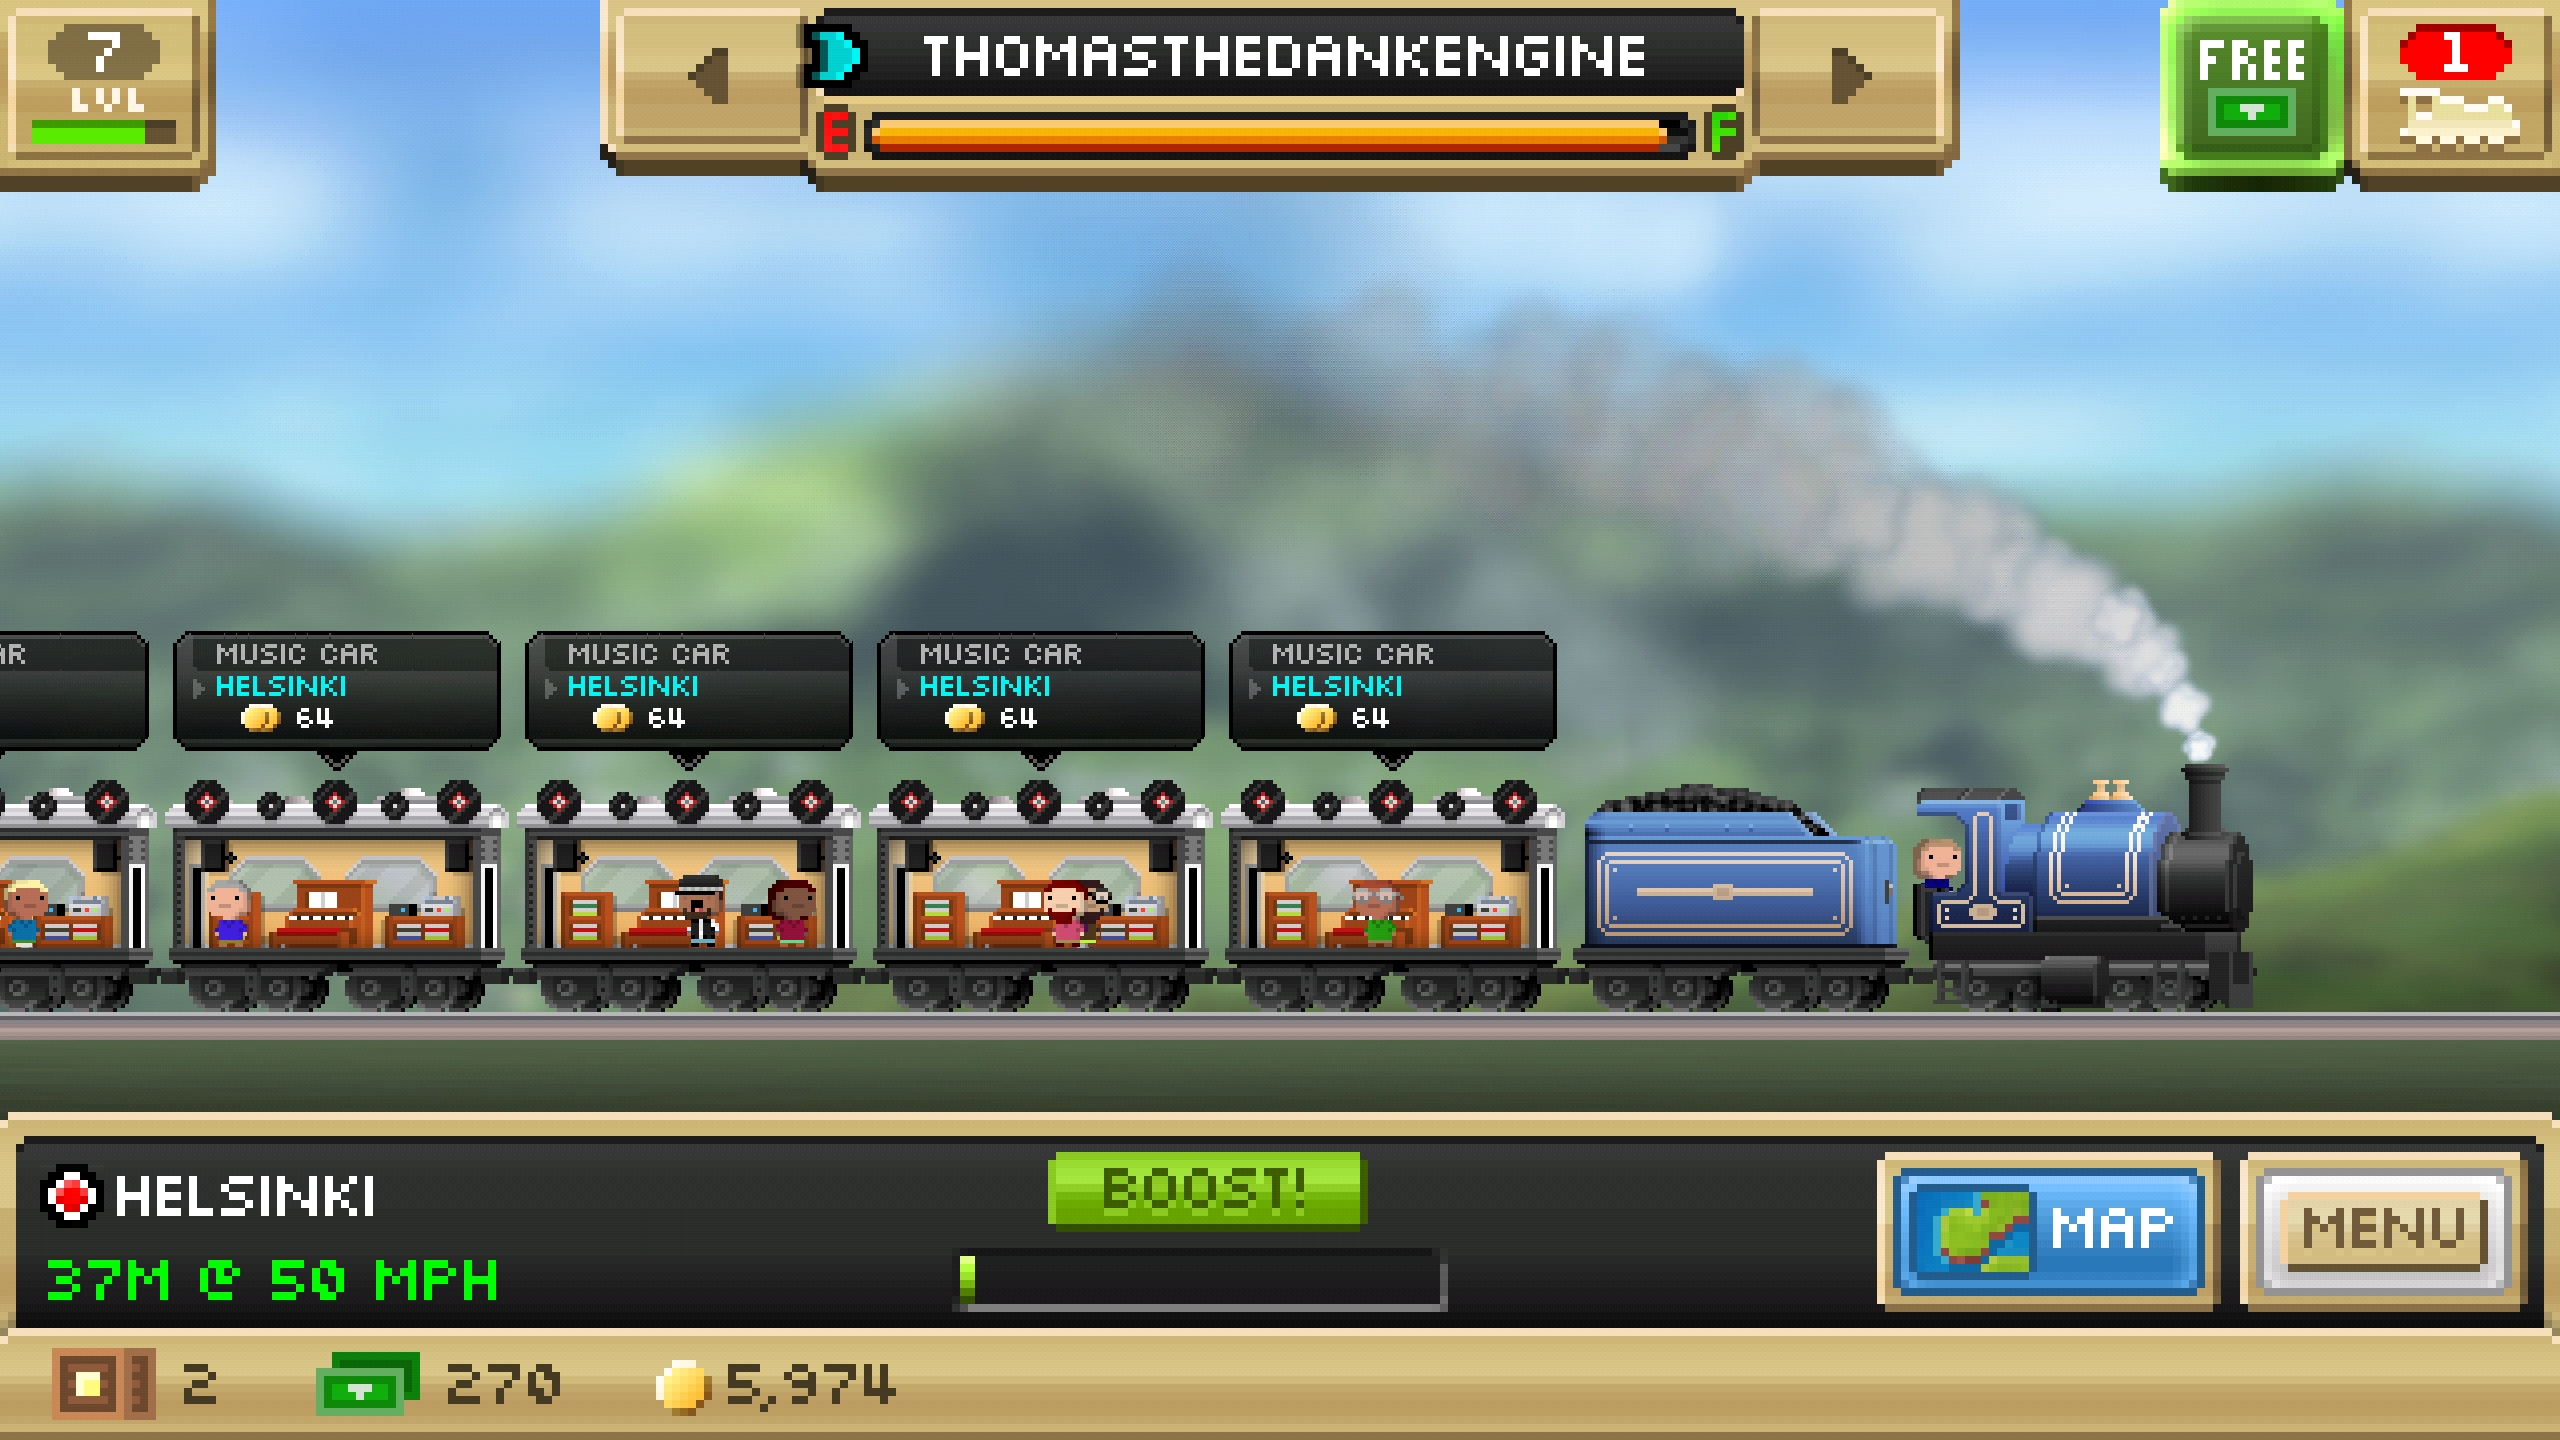 7
LVL
THOMASTHEDANKENGINE
E
F
FREE
1
AR
MUSIC CAR
HELSINKI
64
MUSIC CAR
HELSINKI
64
MUSIC CAR
HELSINKI
64
MUSIC CAR
HELSINKI
64
HELSINKI
37M @ 50 MPH
BOOST!
MAP
MENU
2
270
5,974